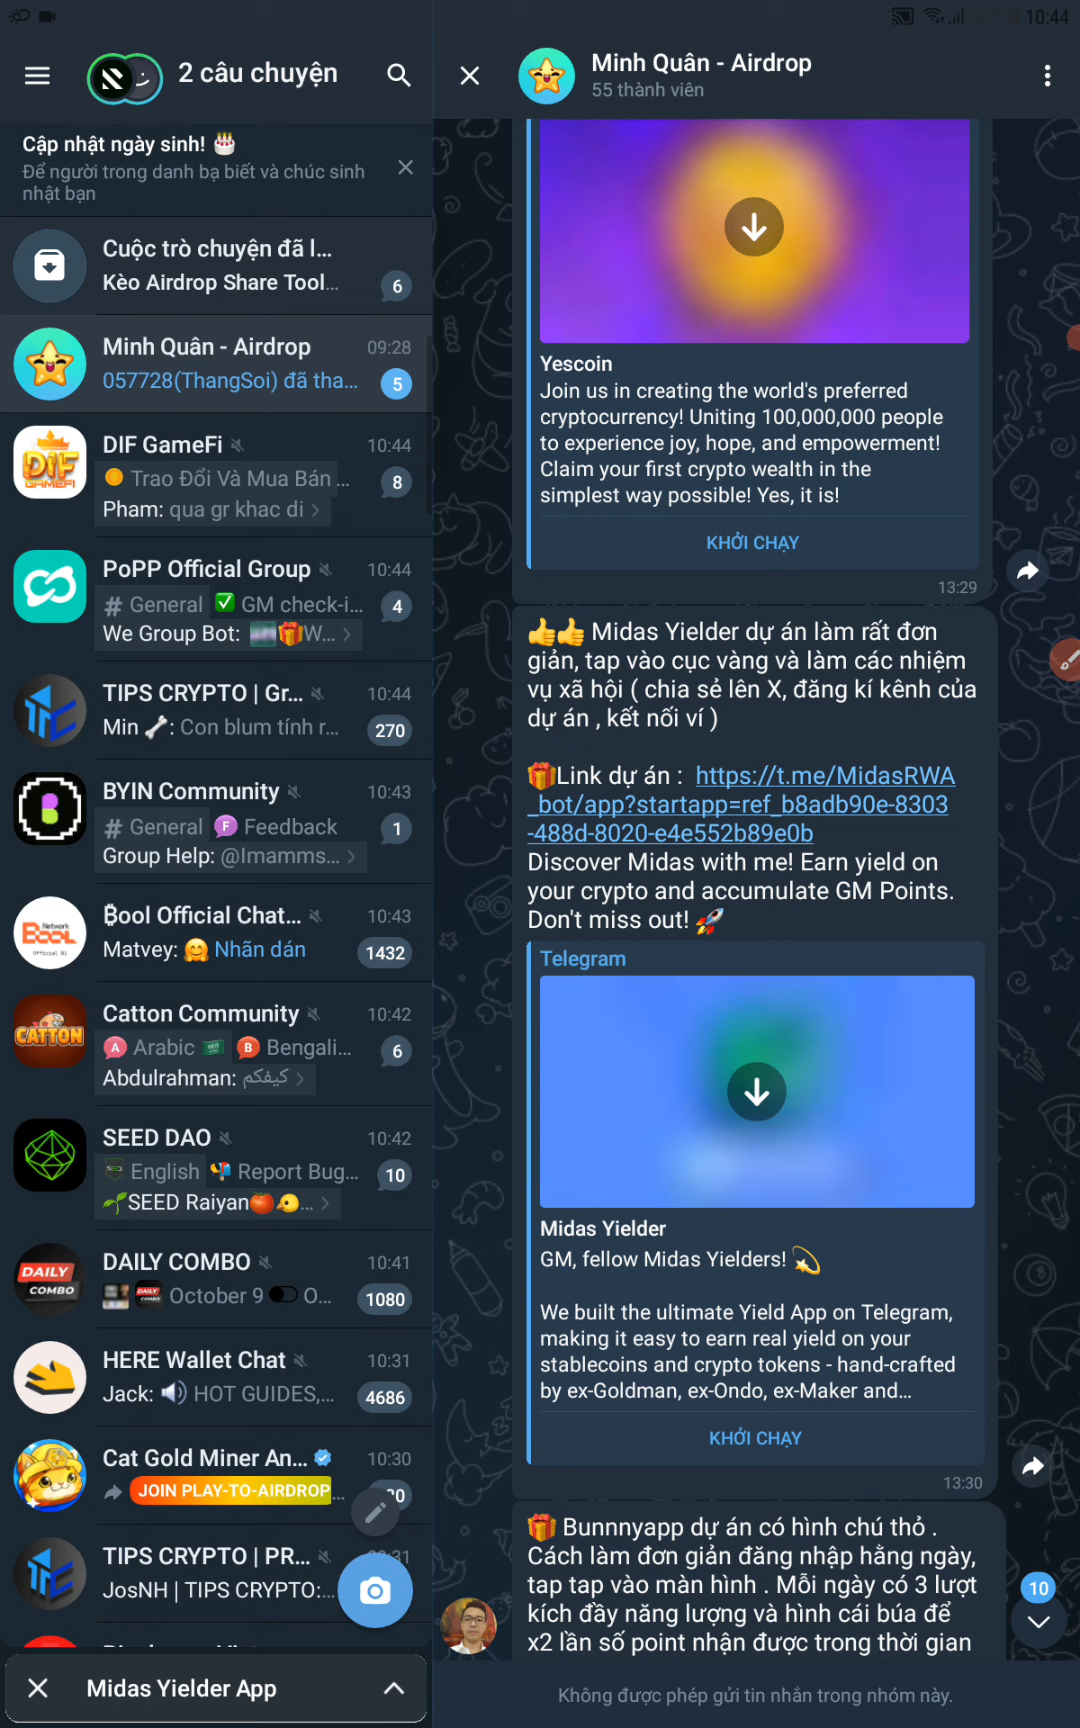 10:44
2 câu chuyện
Cập nhật ngày sinh! 🎂
Để người trong danh bạ biết và chúc sinh
nhật bạn
Cuộc trò chuyện đã l...
Kèo Airdrop Share Tool...
6
Minh Quân - Airdrop
09:28
057728(ThangSoi) đã tha...
5
DIF GAMEFI
DIF GameFi
10:44
Trao Đổi Và Mua Bán ...
8
Pham: qua gr khac di >
PoPP Official Group
10:44
# General ✅ GM check-i...
4
We Group Bot: 🎁W... >
TIPS CRYPTO | Gr...
10:44
Min 🦴: Con blum tính r...
270
BYIN Community
10:43
# General F Feedback
1
Group Help: @Imamms... >
Network
BOOL
₿ool Official Chat...
10:43
Matvey: 🤗 Nhãn dán
1432
CATTON
Catton Community
10:42
A Arabic B Bengali...
6
Abdulrahman: كيفكم >
SEED DAO
10:42
English Report Bug...
10
🌱SEED Raiyan🍅🐤... >
DAILY COMBO
DAILY COMBO
10:41
October 9 O...
1080
HERE Wallet Chat
10:31
Jack: 🔊 HOT GUIDES,...
4686
Cat Gold Miner An...
10:30
JOIN PLAY-TO-AIRDROP...
TIPS CRYPTO | PR...
JosNH | TIPS CRYPTO:...
Midas Yielder App
Minh Quân - Airdrop
55 thành viên
Yescoin
Join us in creating the world's preferred
cryptocurrency! Uniting 100,000,000 people
to experience joy, hope, and empowerment!
Claim your first crypto wealth in the
simplest way possible! Yes, it is!
KHỞI CHẠY
13:29
👍👍 Midas Yielder dự án làm rất đơn
giản, tap vào cục vàng và làm các nhiệm
vụ xã hội ( chia sẻ lên X, đăng kí kênh của
dự án , kết nối ví )
🎁Link dự án : https://t.me/MidasRWA
_bot/app?startapp=ref_b8adb90e-8303
-488d-8020-e4e552b89e0b
Discover Midas with me! Earn yield on
your crypto and accumulate GM Points.
Don't miss out! 🚀
Telegram
Midas Yielder
GM, fellow Midas Yielders! 💫
We built the ultimate Yield App on Telegram,
making it easy to earn real yield on your
stablecoins and crypto tokens - hand-crafted
by ex-Goldman, ex-Ondo, ex-Maker and...
KHỞI CHẠY
13:30
🎁 Bunnnyapp dự án có hình chú thỏ .
Cách làm đơn giản đăng nhập hằng ngày,
tap tap vào màn hình . Mỗi ngày có 3 lượt
kích đầy năng lượng và hình cái búa để
x2 lần số point nhận được trong thời gian
10
Không được phép gửi tin nhắn trong nhóm này.